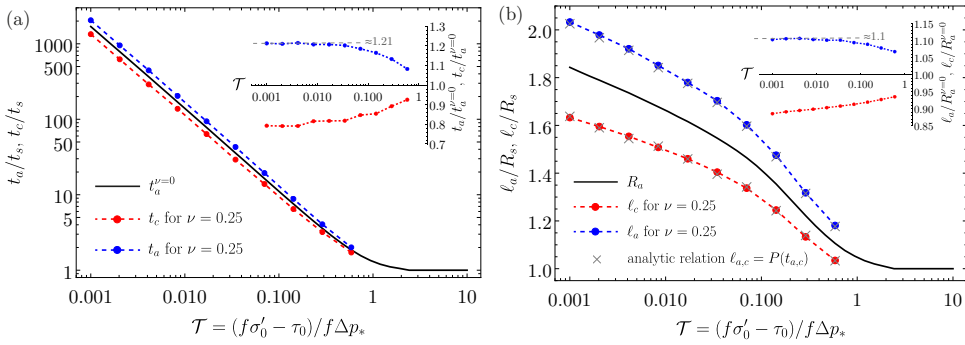 (a)
1000
500
100
50
10
5
1
0.001
0.010
0.100
1
10
t_a/t_s, t_c/t_s
𝒯 = (fσ′_0 − τ_0)/fΔp_*
t_a^{ν=0}
t_c for ν = 0.25
t_a for ν = 0.25
≈1.21
𝒯
0.001
0.010
0.100
1
1.3
1.2
1.1
1.0
0.9
0.8
0.7
t_a/t_a^{ν=0}, t_c/t_a^{ν=0}
(b)
2.0
1.8
1.6
1.4
1.2
1.0
0.001
0.010
0.100
1
10
ℓ_a/R_s, ℓ_c/R_s
𝒯 = (fσ′_0 − τ_0)/fΔp_*
R_a
ℓ_c for ν = 0.25
ℓ_a for ν = 0.25
analytic relation ℓ_{a,c} = P(t_{a,c})
≈1.1
𝒯
0.001
0.010
0.100
1
1.15
1.10
1.05
1.00
0.95
0.90
0.85
ℓ_a/R_a^{ν=0}, ℓ_c/R_a^{ν=0}